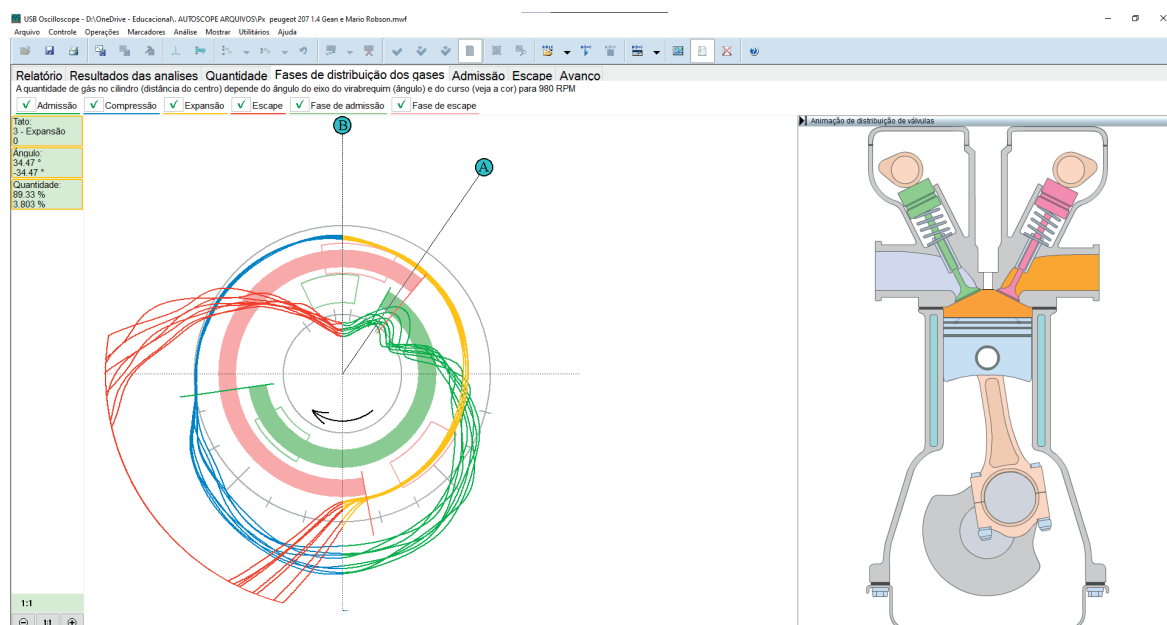 USB Oscilloscope - D:\OneDrive - Educacional\. AUTOSCOPE ARQUIVOS\Px peugeot 207 1.4 Gean e Mario Robson.mwf
Arquivo Controle Operações Marcadores Análise Mostrar Utilitários Ajuda
Relatório Resultados das analises Quantidade Fases de distribuição dos gases Admissão Escape Avanço
A quantidade de gás no cilindro (distância do centro) depende do ângulo do eixo do virabrequim (ângulo) e do curso (veja a cor) para 980 RPM
Admissão Compressão Expansão Escape Fase de admissão Fase de escape
Tato:
3 - Expansão
0
Ângulo:
34.47 °
-34.47 °
Quantidade:
89.33 %
3.803 %
B
A
Animação de distribuição de válvulas
1:1
1:1